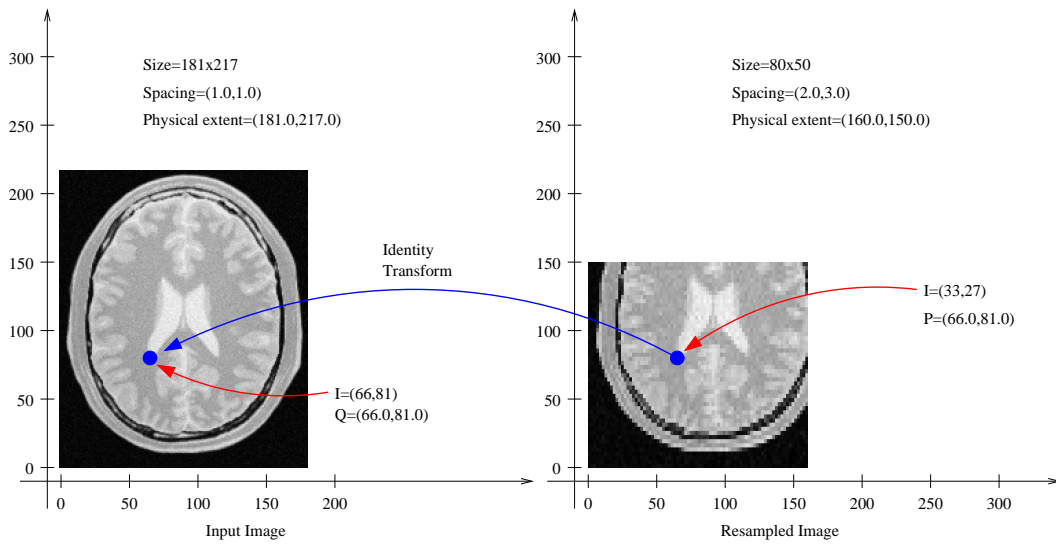 300
250
200
150
100
50
0
Size=181x217
Spacing=(1.0,1.0)
Physical extent=(181.0,217.0)
I=(66,81)
Q=(66.0,81.0)
0 50 100 150 200
Input Image
Identity
Transform
300
250
200
150
100
50
0
Size=80x50
Spacing=(2.0,3.0)
Physical extent=(160.0,150.0)
I=(33,27)
P=(66.0,81.0)
0 50 100 150 200 250 300
Resampled Image